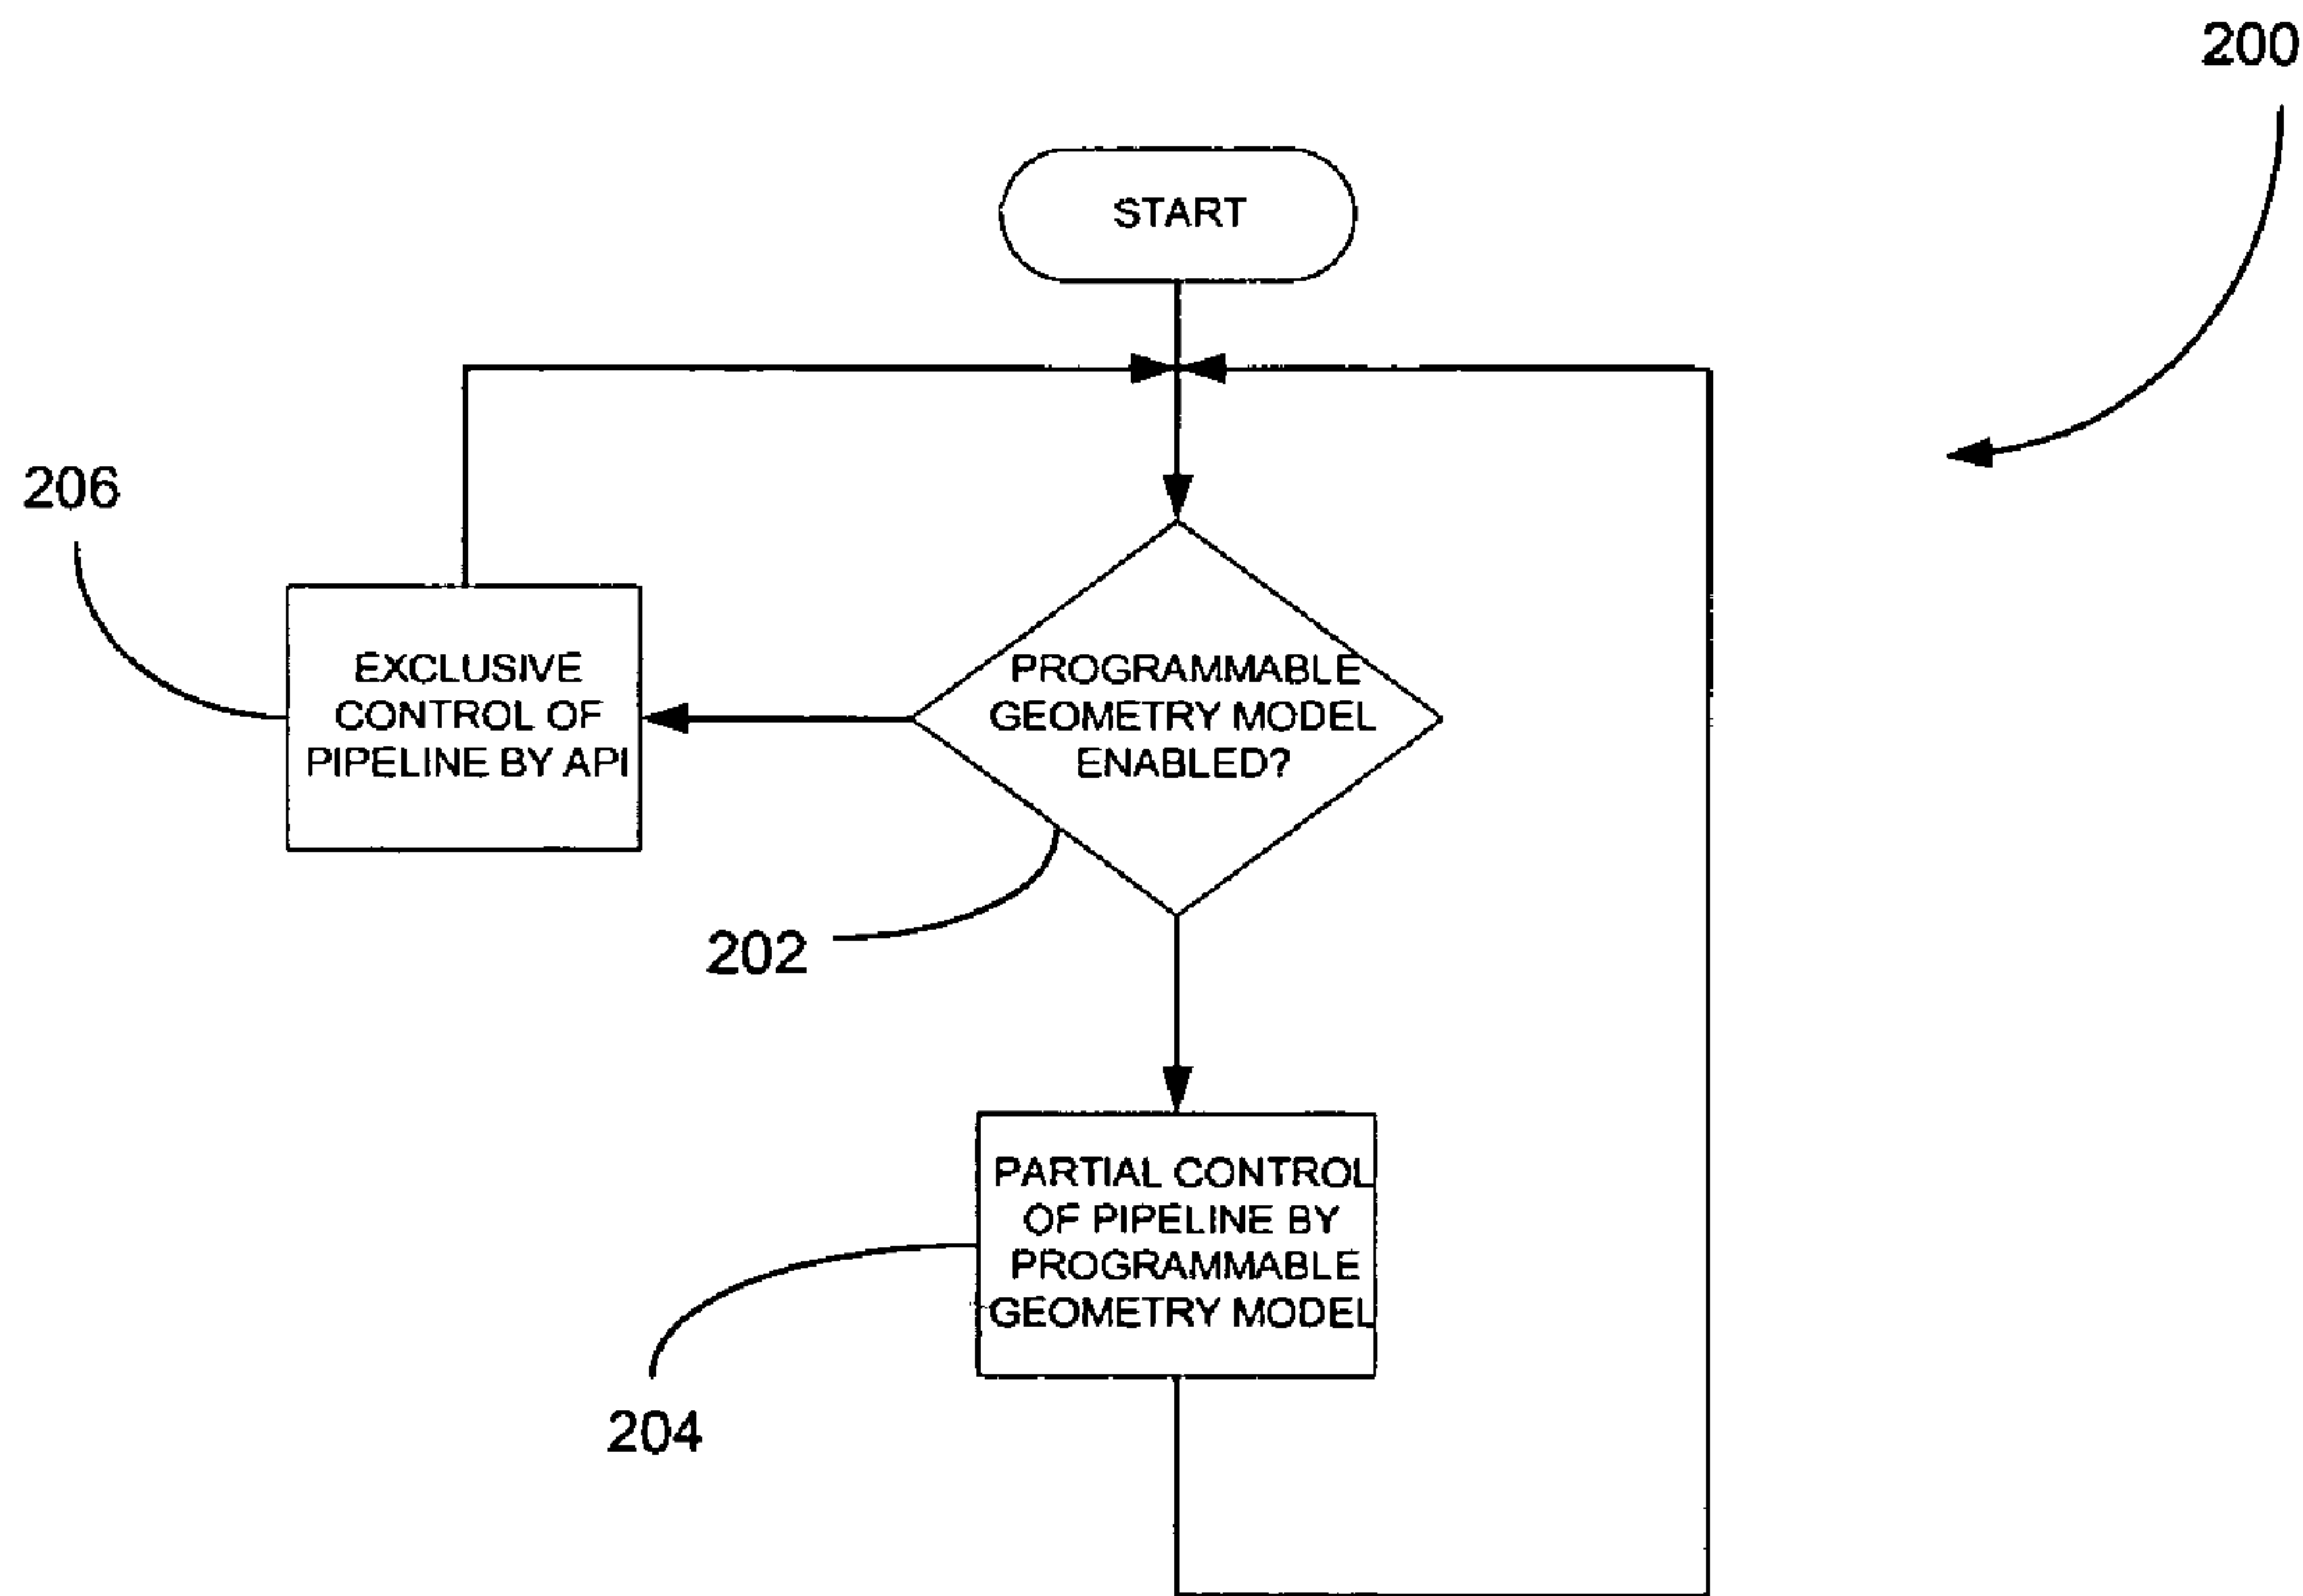 200
START
206
EXCLUSIVE
CONTROL OF
PIPELINE BY API
PROGRAMMABLE
GEOMETRY MODEL
ENABLED?
202
PARTIAL CONTROL
OF PIPELINE BY
PROGRAMMABLE
GEOMETRY MODEL
204